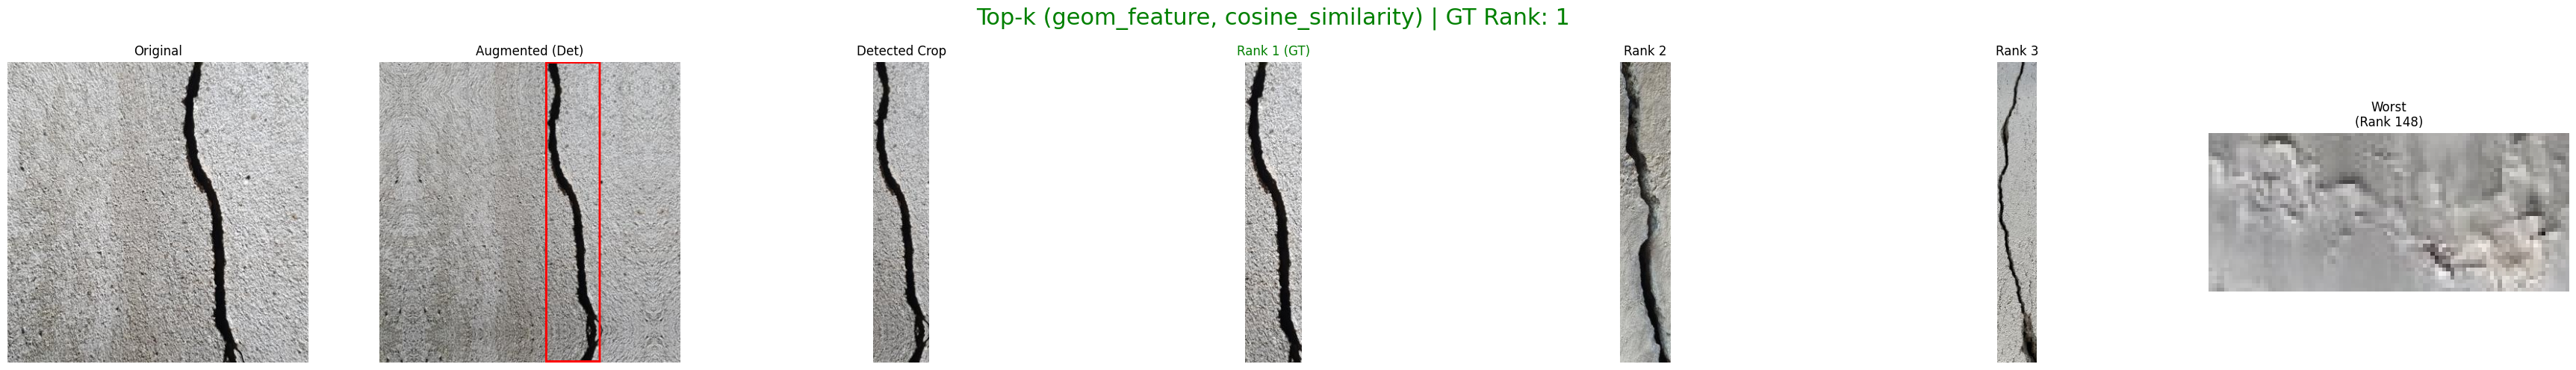 Top-k (geom_feature, cosine_similarity) | GT Rank: 1
Original
Augmented (Det)
Detected Crop
Rank 1 (GT)
Rank 2
Rank 3
Worst
(Rank 148)